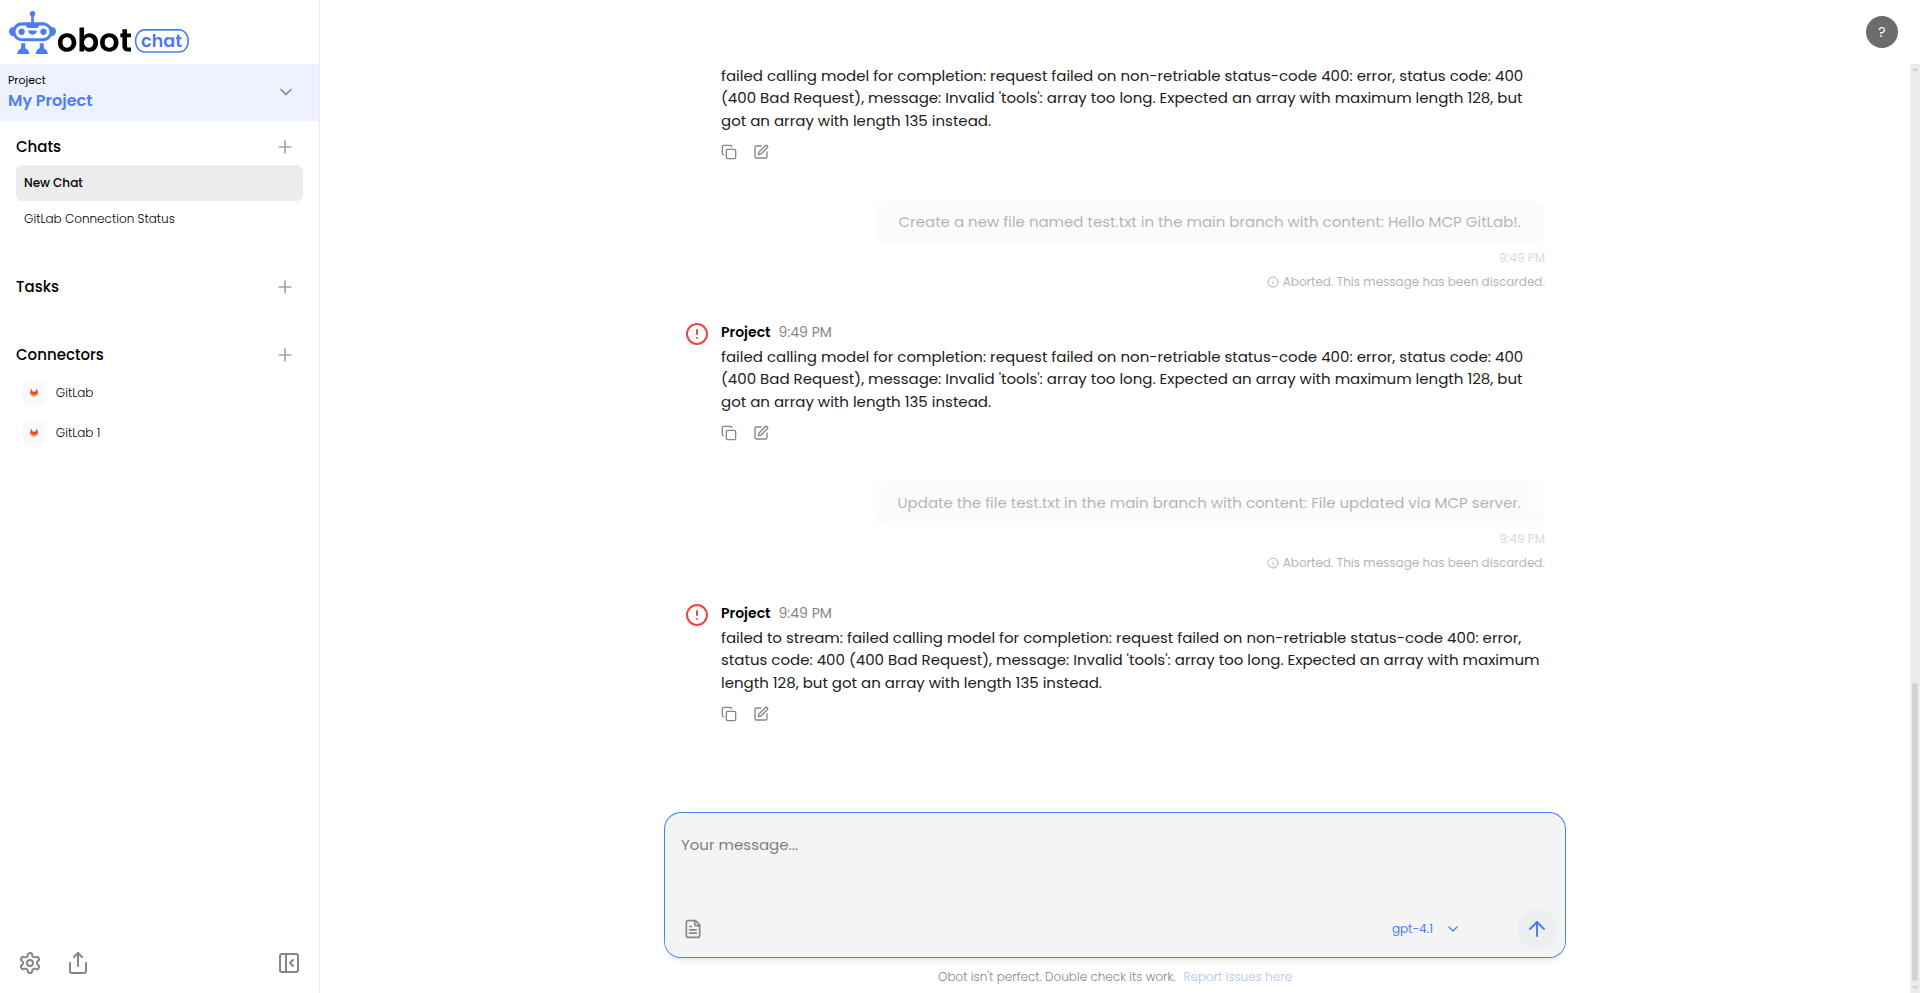 obot chat
?
Project
My Project
Chats
New Chat
GitLab Connection Status
Tasks
Connectors
GitLab
GitLab 1
failed calling model for completion: request failed on non-retriable status-code 400: error, status code: 400
(400 Bad Request), message: Invalid 'tools': array too long. Expected an array with maximum length 128, but
got an array with length 135 instead.
Create a new file named test.txt in the main branch with content: Hello MCP GitLab!.
9:49 PM
Aborted. This message has been discarded.
Project 9:49 PM
failed calling model for completion: request failed on non-retriable status-code 400: error, status code: 400
(400 Bad Request), message: Invalid 'tools': array too long. Expected an array with maximum length 128, but
got an array with length 135 instead.
Update the file test.txt in the main branch with content: File updated via MCP server.
9:49 PM
Aborted. This message has been discarded.
Project 9:49 PM
failed to stream: failed calling model for completion: request failed on non-retriable status-code 400: error,
status code: 400 (400 Bad Request), message: Invalid 'tools': array too long. Expected an array with maximum
length 128, but got an array with length 135 instead.
Your message...
gpt-4.1
Obot isn't perfect. Double check its work. Report issues here